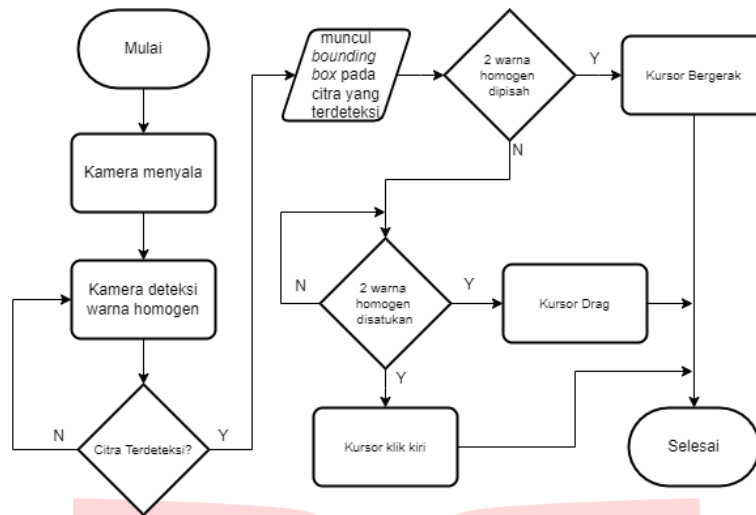 Mulai
Kamera menyala
Kamera deteksi
warna homogen
Citra Terdeteksi?
N
Y
muncul
bounding
box pada
citra yang
terdeteksi
2 warna
homogen
dipisah
Y
N
Kursor Bergerak
2 warna
homogen
disatukan
N
Y
Y
Kursor Drag
Kursor klik kiri
Selesai